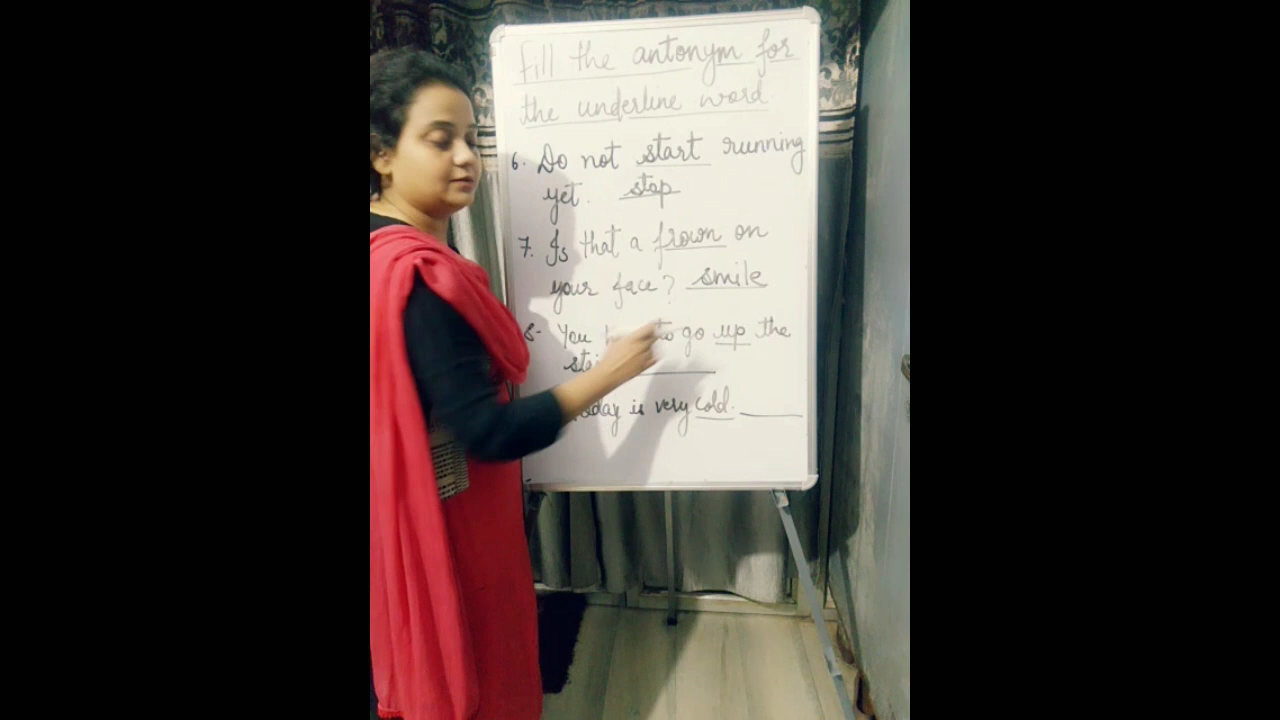 fill the antonym for
the underline word
6. Do not start running
yet. stop
7. Is that a frown on
your face? smile
8- You to go up the
Today is very cold.